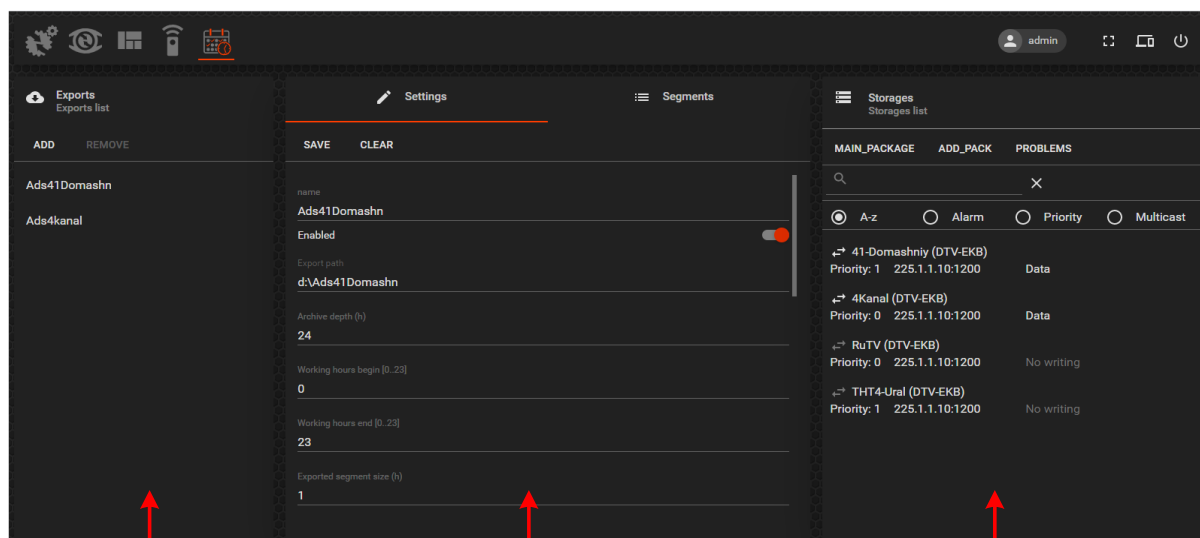 admin
Exports
Exports list
ADD REMOVE
Ads41Domashn
Ads4kanal
Settings Segments
SAVE CLEAR
name
Ads41Domashn
Enabled
Export path
d:\Ads41Domashn
Archive depth (h)
24
Working hours begin [0..23]
0
Working hours end [0..23]
23
Exported segment size (h)
1
Storages
Storages list
MAIN_PACKAGE ADD_PACK PROBLEMS
A-z Alarm Priority Multicast
41-Domashniy (DTV-EKB)
Priority: 1 225.1.1.10:1200 Data
4Kanal (DTV-EKB)
Priority: 0 225.1.1.10:1200 Data
RuTV (DTV-EKB)
Priority: 0 225.1.1.10:1200 No writing
THT4-Ural (DTV-EKB)
Priority: 1 225.1.1.10:1200 No writing